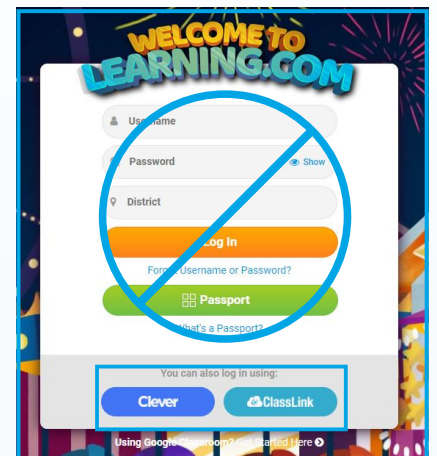 WELCOME TO
LEARNING.COM
Username
Password
Show
District
Log In
Forgot Username or Password?
Passport
What's a Passport?
You can also log in using:
Clever
ClassLink
Using Google Classroom? Get Started Here